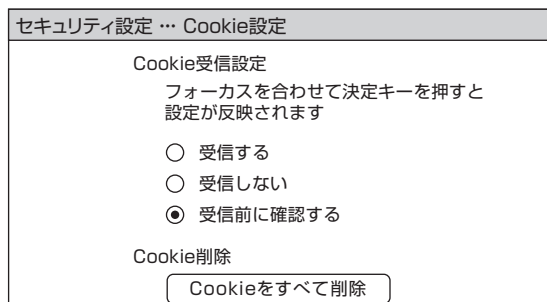 セキュリティ設定 … Cookie設定
Cookie受信設定
フォーカスを合わせて決定キーを押すと
設定が反映されます
受信する
受信しない
受信前に確認する
Cookie削除
Cookieをすべて削除